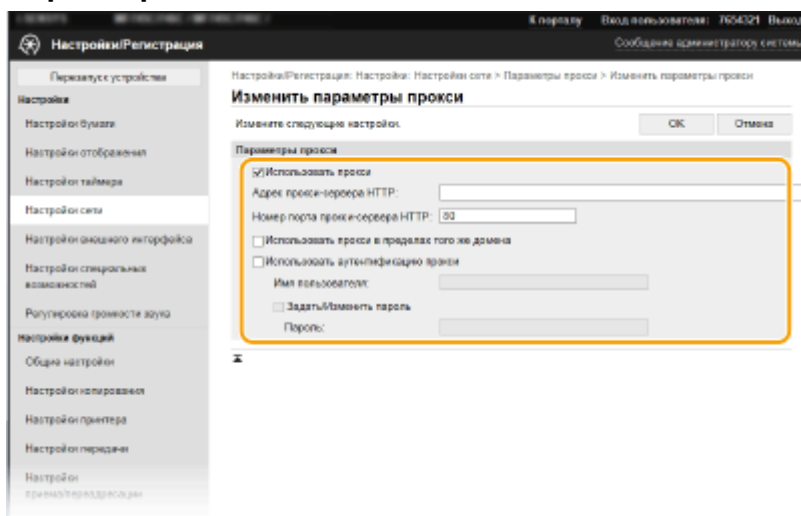 К порталу Вход пользователя: 7654321 Выход
Настройки/Регистрация
Сообщение администратору системы
Перезапуск устройства
Настройки
Настройки бумаги
Настройки отображения
Настройки таймера
Настройки сети
Настройки внешнего интерфейса
Настройки специальных
возможностей
Регулировка громкости звука
Настройки функций
Общие настройки
Настройки копирования
Настройки принтера
Настройки передачи
Настройки
приема/переадресации
Настройки/Регистрация: Настройки: Настройки сети > Параметры прокси > Изменить параметры прокси
Изменить параметры прокси
Измените следующие настройки.
OK
Отмена
Параметры прокси
Использовать прокси
Адрес прокси-сервера HTTP:
Номер порта прокси-сервера HTTP: 80
Использовать прокси в пределах того же домена
Использовать аутентификацию прокси
Имя пользователя:
Задать/Изменить пароль
Пароль: